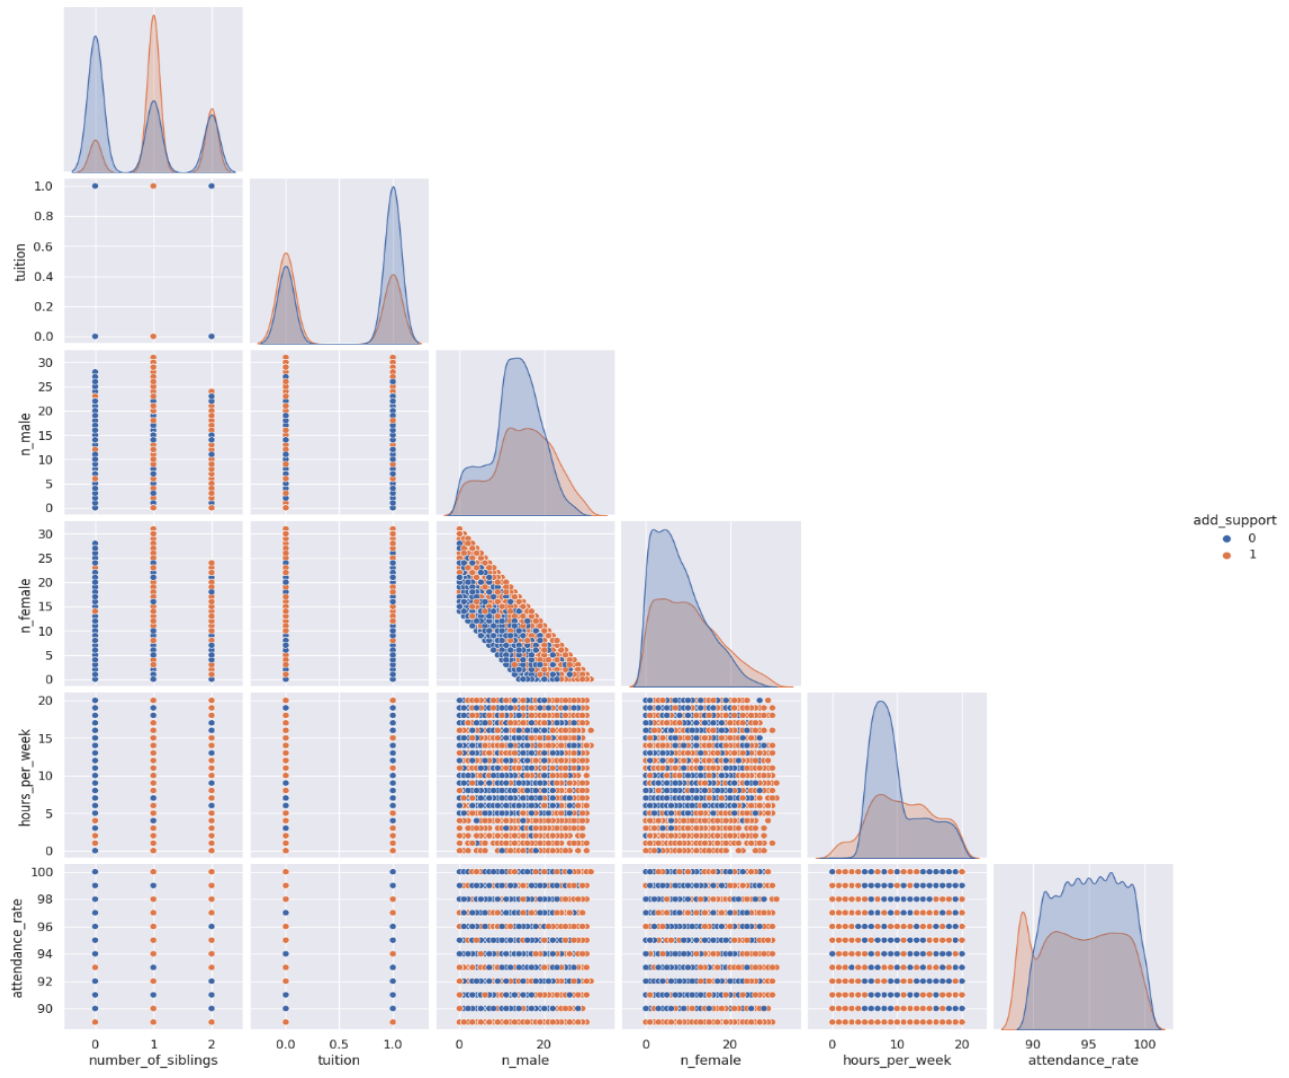 1.0
0.8
0.6
0.4
0.2
0.0
tuition
30
25
20
15
10
5
0
n_male
30
25
20
15
10
5
0
n_female
add_support
0
1
20
15
10
5
0
hours_per_week
100
98
96
94
92
90
attendance_rate
0 1 2
number_of_siblings
0.0 0.5 1.0
tuition
0 20
n_male
0 20
n_female
0 10 20
hours_per_week
90 95 100
attendance_rate